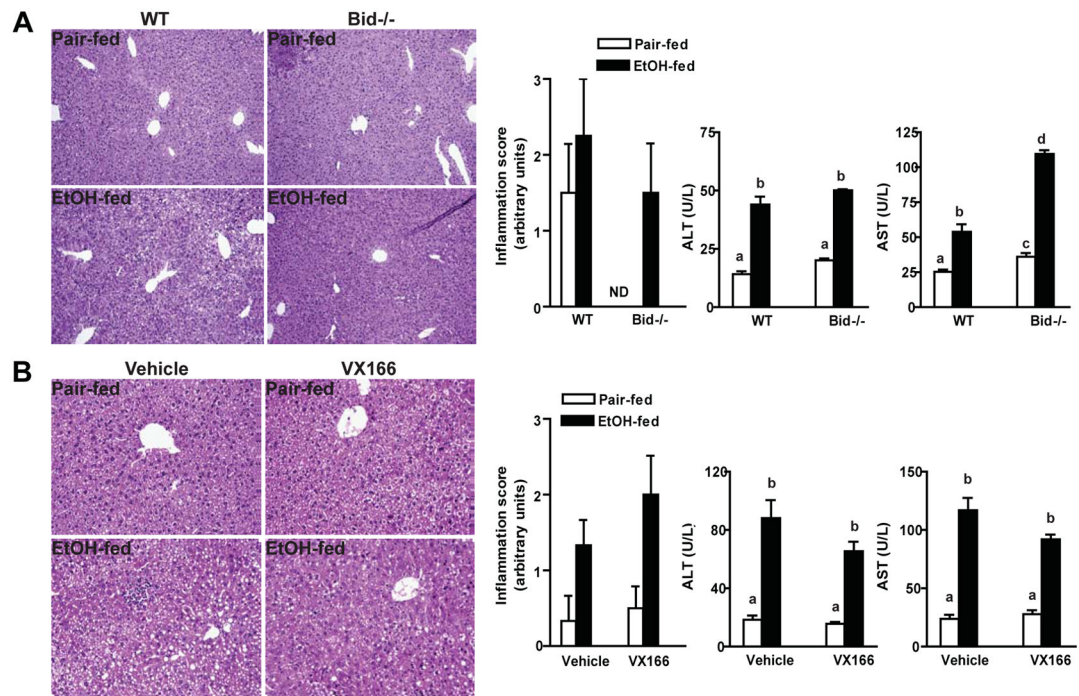 A
WT
Bid-/-
Pair-fed
Pair-fed
EtOH-fed
EtOH-fed
Pair-fed
EtOH-fed
Inflammation score
(arbitrary units)
3
2
1
0
ND
WT
Bid-/-
ALT (U/L)
75
50
25
0
a
b
a
b
WT
Bid-/-
AST (U/L)
125
100
75
50
25
0
a
b
c
d
WT
Bid-/-
B
Vehicle
VX166
Pair-fed
Pair-fed
EtOH-fed
EtOH-fed
Pair-fed
EtOH-fed
Inflammation score
(arbitrary units)
3
2
1
0
Vehicle
VX166
ALT (U/L)
120
80
40
0
a
b
a
b
Vehicle
VX166
AST (U/L)
150
100
50
0
a
b
a
b
Vehicle
VX166